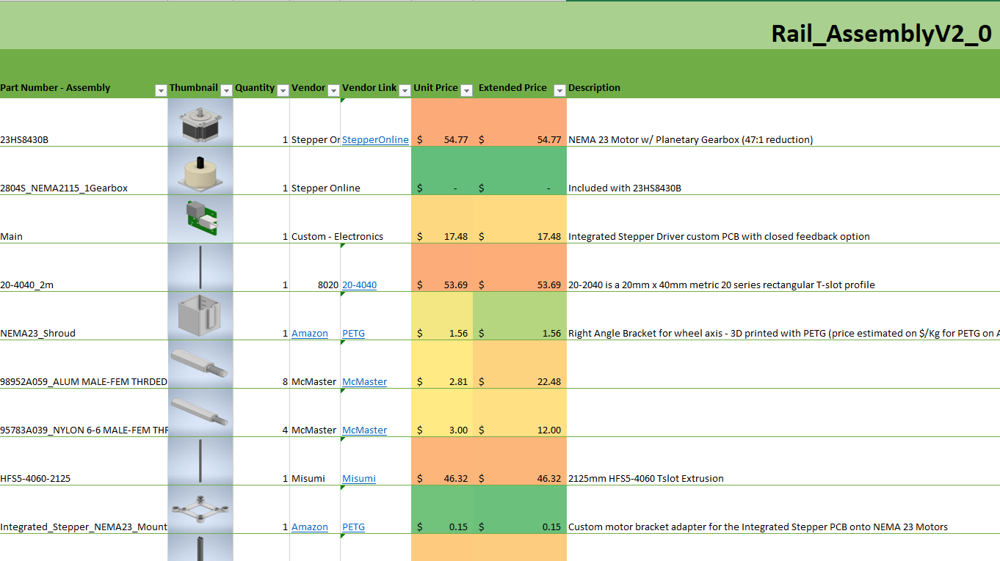 Rail_AssemblyV2_0
Part Number - Assembly Thumbnail Quantity Vendor Vendor Link Unit Price Extended Price Description
23HS8430B 1 Stepper Or StepperOnline $ 54.77 $ 54.77 NEMA 23 Motor w/ Planetary Gearbox (47:1 reduction)
2804S_NEMA2115_1Gearbox 1 Stepper Online $ - $ - Included with 23HS8430B
Main 1 Custom - Electronics $ 17.48 $ 17.48 Integrated Stepper Driver custom PCB with closed feedback option
20-4040_2m 1 8020 20-4040 $ 53.69 $ 53.69 20-2040 is a 20mm x 40mm metric 20 series rectangular T-slot profile
NEMA23_Shroud 1 Amazon PETG $ 1.56 $ 1.56 Right Angle Bracket for wheel axis - 3D printed with PETG (price estimated on $/Kg for PETG on A
98952A059_ALUM MALE-FEM THRDED 8 McMaster McMaster $ 2.81 $ 22.48
95783A039_NYLON 6-6 MALE-FEM THR 4 McMaster McMaster $ 3.00 $ 12.00
HFS5-4060-2125 1 Misumi Misumi $ 46.32 $ 46.32 2125mm HFS5-4060 Tslot Extrusion
Integrated_Stepper_NEMA23_Mount 1 Amazon PETG $ 0.15 $ 0.15 Custom motor bracket adapter for the Integrated Stepper PCB onto NEMA 23 Motors